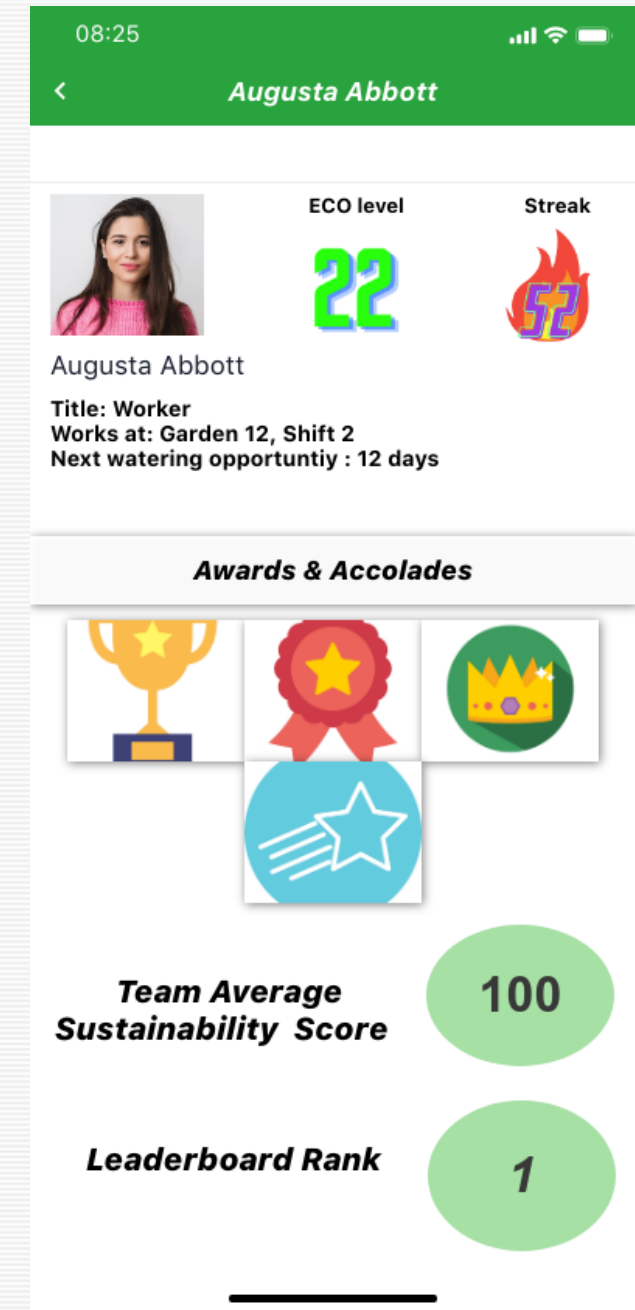 08:25
Augusta Abbott
ECO level
Streak
22
52
Augusta Abbott
Title: Worker
Works at: Garden 12, Shift 2
Next watering opportuntiy : 12 days
Awards & Accolades
Team Average
Sustainability Score
100
Leaderboard Rank
1